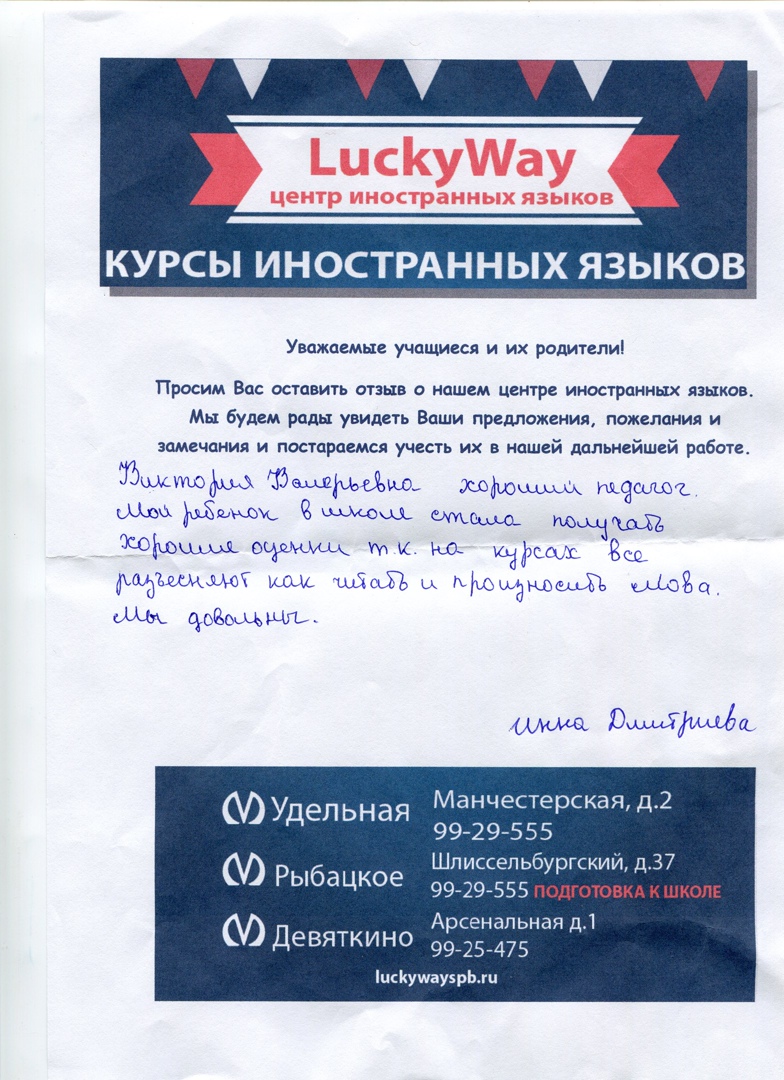 LuckyWay
центр иностранных языков
КУРСЫ ИНОСТРАННЫХ ЯЗЫКОВ
Уважаемые учащиеся и их родители!
Просим Вас оставить отзыв о нашем центре иностранных языков.
Мы будем рады увидеть Ваши предложения, пожелания и
замечания и постараемся учесть их в нашей дальнейшей работе.
Виктория Валерьевна хороший педагог.
Мой ребенок в школе стала получать
хорошие оценки т.к. на курсах все
разъесняют как читать и произносить слова.
Мы довольны.
Инна Дмитриева
Удельная
Манчестерская, д.2
99-29-555
Рыбацкое
Шлиссельбургский, д.37
99-29-555 ПОДГОТОВКА К ШКОЛЕ
Девяткино
Арсенальная д.1
99-25-475
luckywayspb.ru